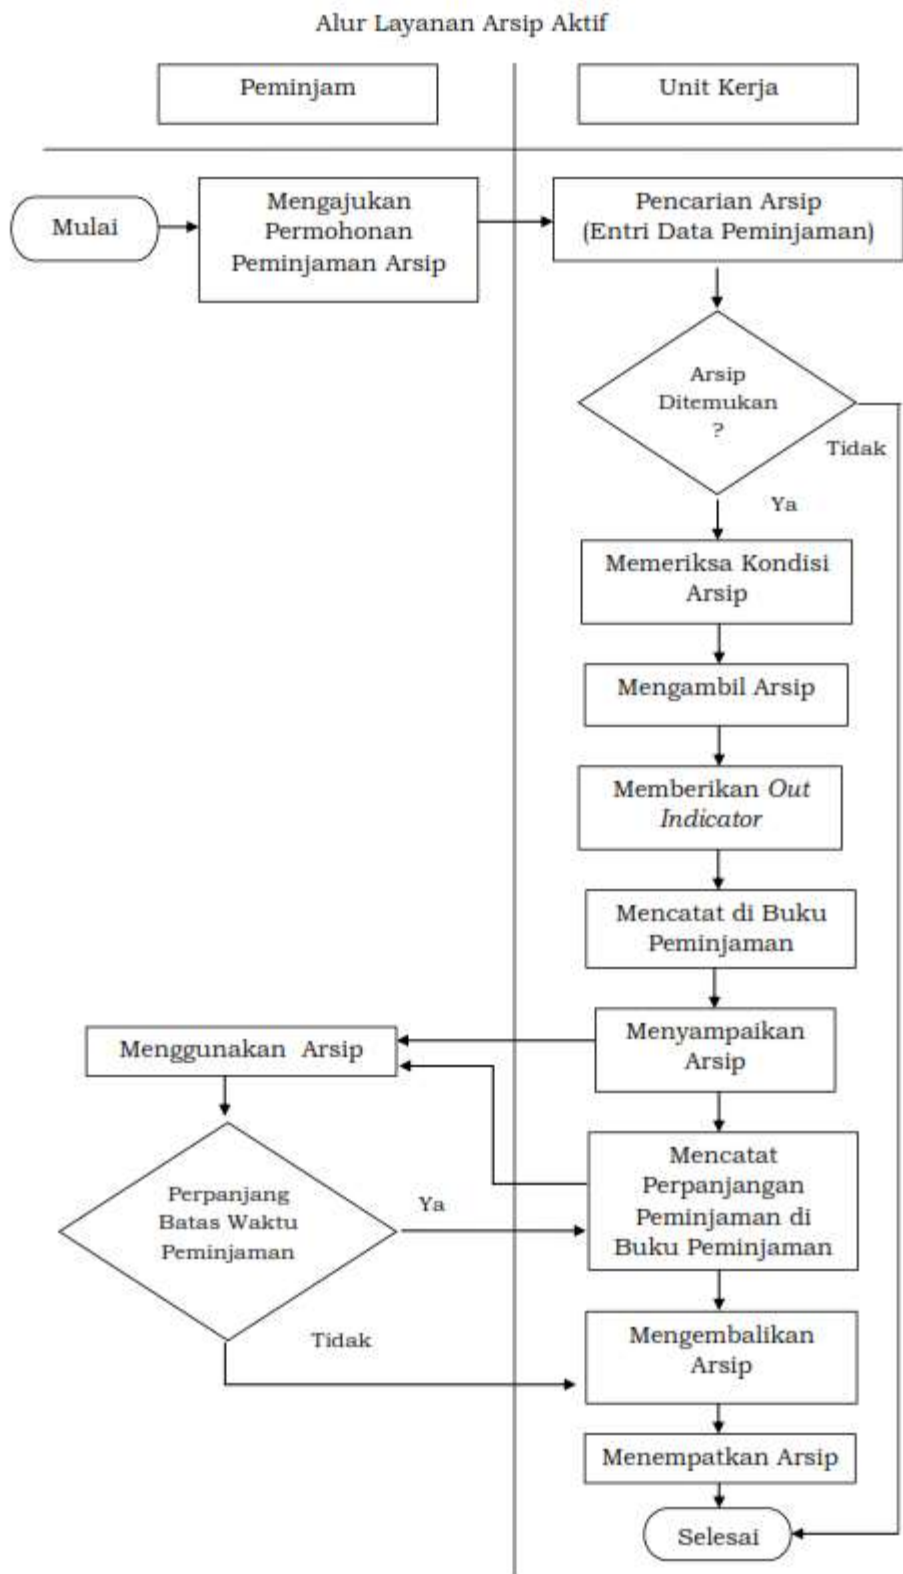 Alur Layanan Arsip Aktif
Peminjam
Unit Kerja
Mulai
Mengajukan
Permohonan
Peminjaman Arsip
Pencarian Arsip
(Entri Data Peminjaman)
Arsip
Ditemukan
?
Tidak
Ya
Memeriksa Kondisi
Arsip
Mengambil Arsip
Memberikan Out
Indicator
Mencatat di Buku
Peminjaman
Menyampaikan
Arsip
Menggunakan Arsip
Perpanjang
Batas Waktu
Peminjaman
Ya
Mencatat
Perpanjangan
Peminjaman di
Buku Peminjaman
Tidak
Mengembalikan
Arsip
Menempatkan Arsip
Selesai